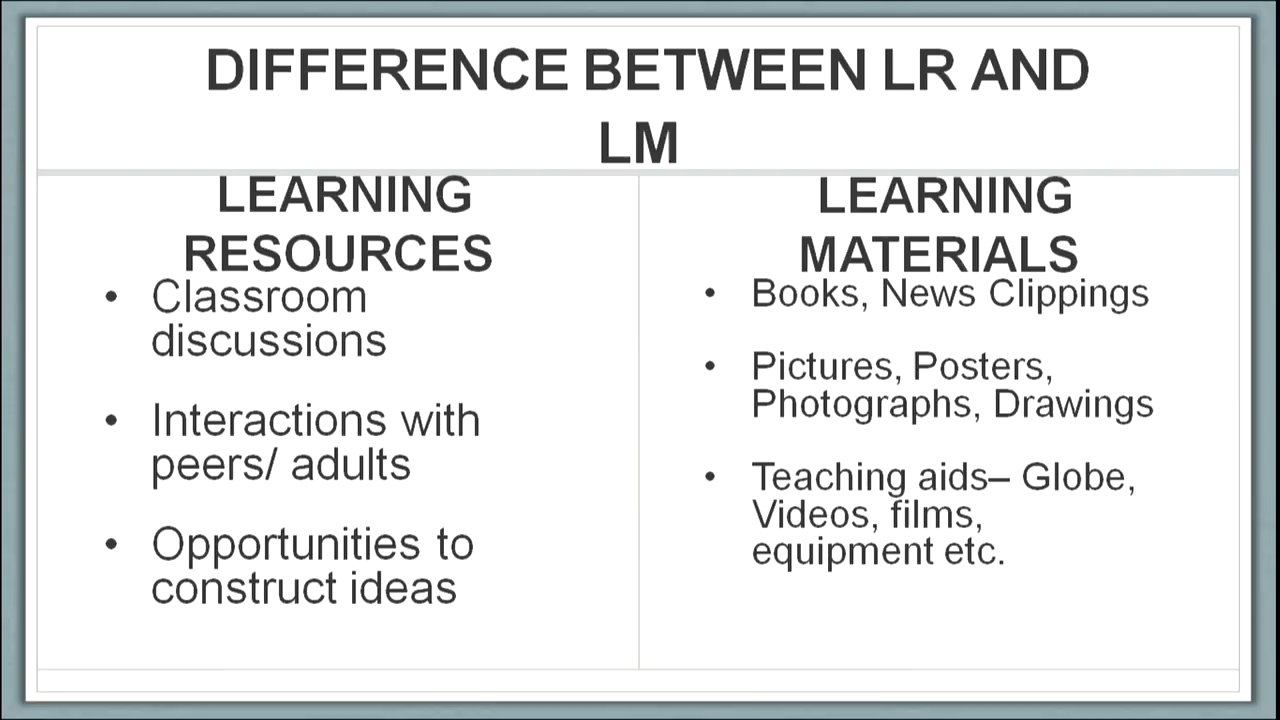 DIFFERENCE BETWEEN LR AND
LM
LEARNING
RESOURCES
• Classroom
discussions
• Interactions with
peers/ adults
• Opportunities to
construct ideas
LEARNING
MATERIALS
• Books, News Clippings
• Pictures, Posters,
Photographs, Drawings
• Teaching aids– Globe,
Videos, films,
equipment etc.